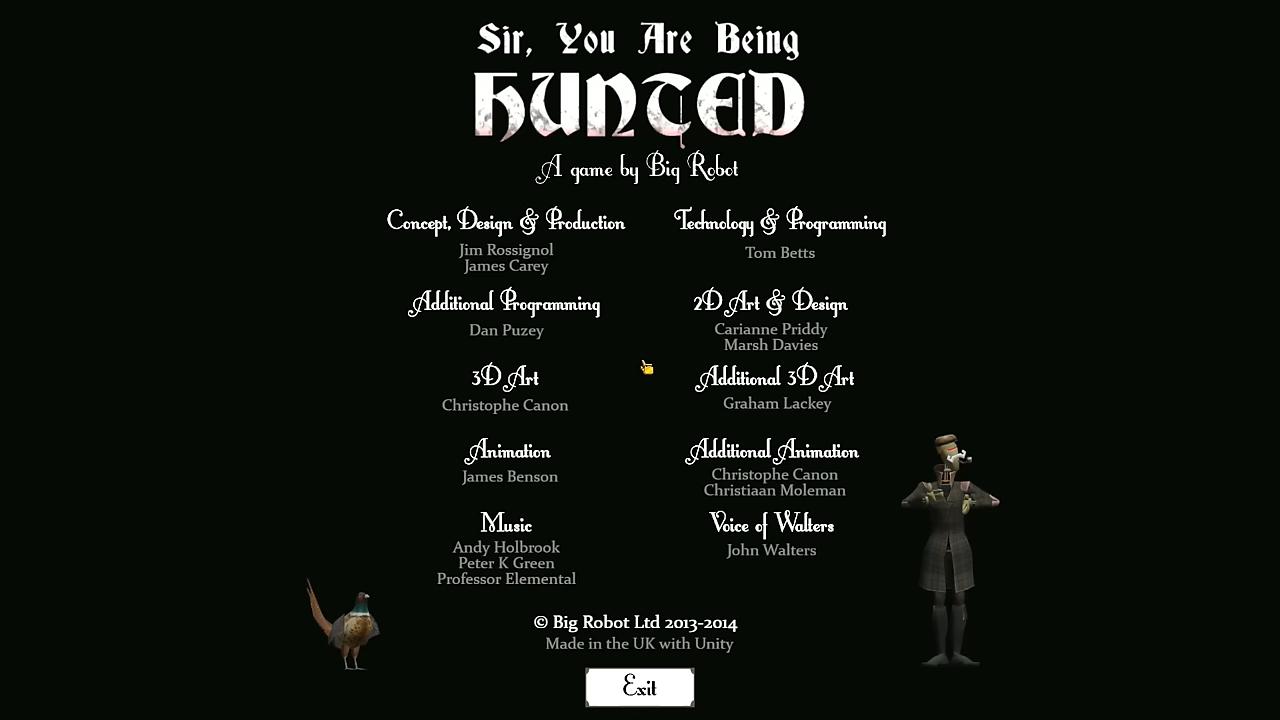 Sir, You Are Being
HUNTED
A game by Big Robot
Concept, Design & Production
Jim Rossignol
James Carey
Technology & Programming
Tom Betts
Additional Programming
Dan Puzey
2D Art & Design
Carianne Priddy
Marsh Davies
3D Art
Christophe Canon
Additional 3D Art
Graham Lackey
Animation
James Benson
Additional Animation
Christophe Canon
Christiaan Moleman
Music
Andy Holbrook
Peter K Green
Professor Elemental
Voice of Walters
John Walters
© Big Robot Ltd 2013-2014
Made in the UK with Unity
Exit